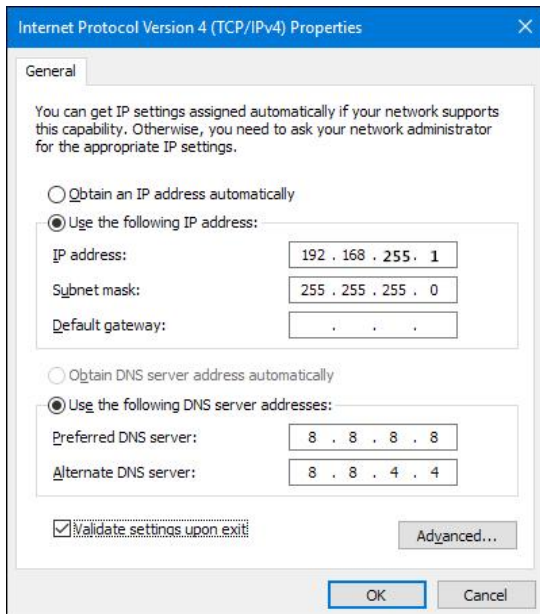 Internet Protocol Version 4 (TCP/IPv4) Properties
General
You can get IP settings assigned automatically if your network supports
this capability. Otherwise, you need to ask your network administrator
for the appropriate IP settings.
Obtain an IP address automatically
Use the following IP address:
IP address: 192 . 168 . 255 . 1
Subnet mask: 255 . 255 . 255 . 0
Default gateway: . . .
Obtain DNS server address automatically
Use the following DNS server addresses:
Preferred DNS server: 8 . 8 . 8 . 8
Alternate DNS server: 8 . 8 . 4 . 4
Validate settings upon exit
Advanced...
OK Cancel